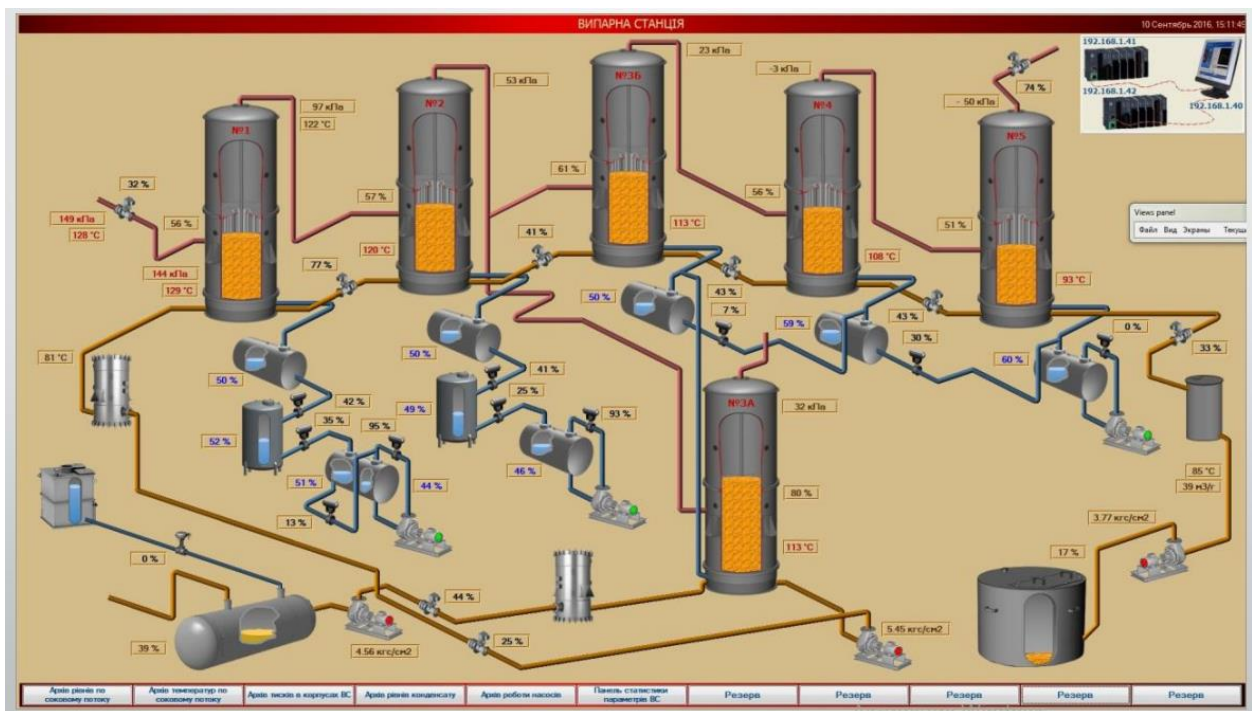 ВИПАРНА СТАНЦІЯ
10 Сентябрь 2016, 15:11:45
192.168.1.41
192.168.1.42
192.168.1.40
23 кПа
-3 кПа
53 кПа
74 %
- 50 кПа
97 кПа
122 °C
№1
№2
№3Б
№4
№5
32 %
149 кПа
128 °C
56 %
57 %
61 %
56 %
51 %
144 кПа
129 °C
120 °C
113 °C
108 °C
93 °C
Views panel
Файл Вид Экраны Текущи
77 %
41 %
43 %
43 %
50 %
7 %
59 %
30 %
60 %
0 %
33 %
81 °C
50 %
50 %
41 %
42 %
25 %
49 %
93 %
52 %
35 %
95 %
51 %
44 %
46 %
13 %
№3А
32 кПа
80 %
113 °C
85 °C
39 м3/г
3.77 кгс/см2
17 %
0 %
44 %
25 %
39 %
4.56 кгс/см2
5.45 кгс/см2
Архів рівнів по соковому потоку
Архів температур по соковому потоку
Архів тисків в корпусах ВС
Архів рівнів конденсату
Архів роботи насосів
Панель статистики параметрів ВС
Резерв
Резерв
Резерв
Резерв
Резерв